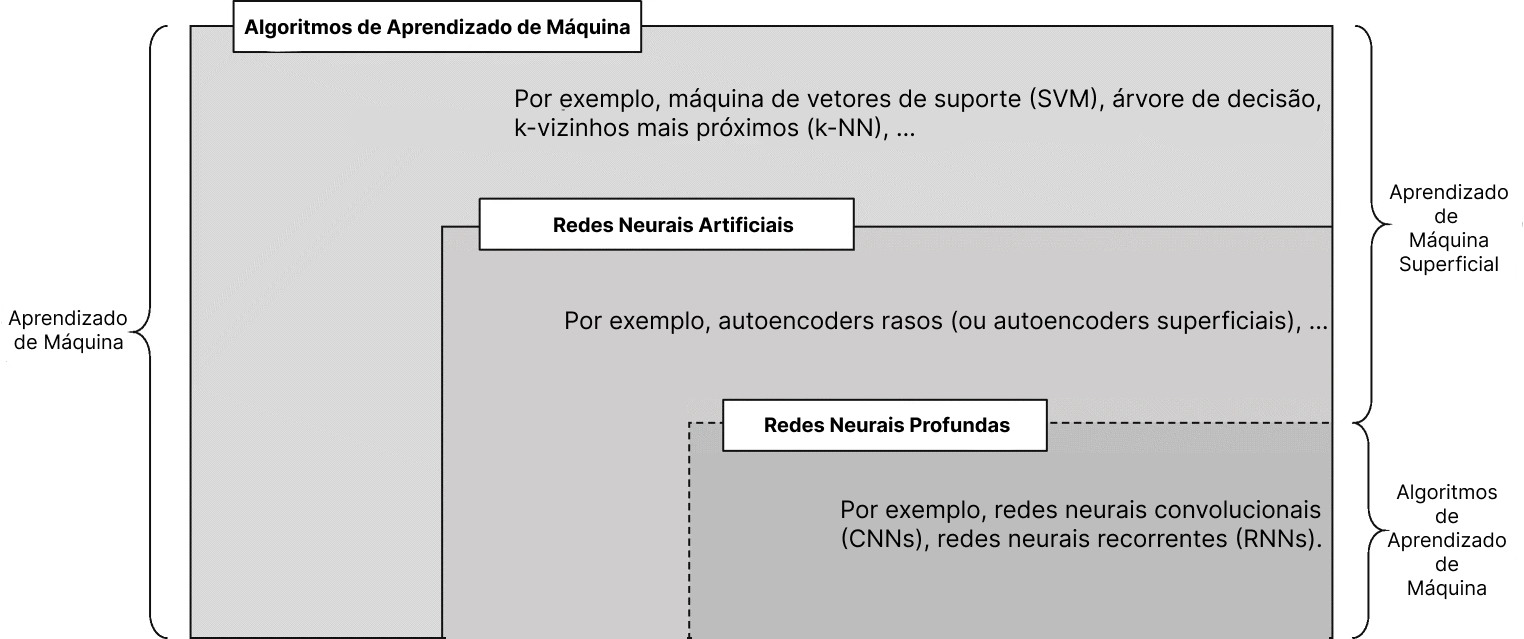 Algoritmos de Aprendizado de Máquina
Por exemplo, máquina de vetores de suporte (SVM), árvore de decisão,
k-vizinhos mais próximos (k-NN), ...
Redes Neurais Artificiais
Por exemplo, autoencoders rasos (ou autoencoders superficiais), ...
Redes Neurais Profundas
Por exemplo, redes neurais convolucionais
(CNNs), redes neurais recorrentes (RNNs).
Aprendizado
de Máquina
Aprendizado
de
Máquina
Superficial
Algoritmos
de
Aprendizado
de
Máquina